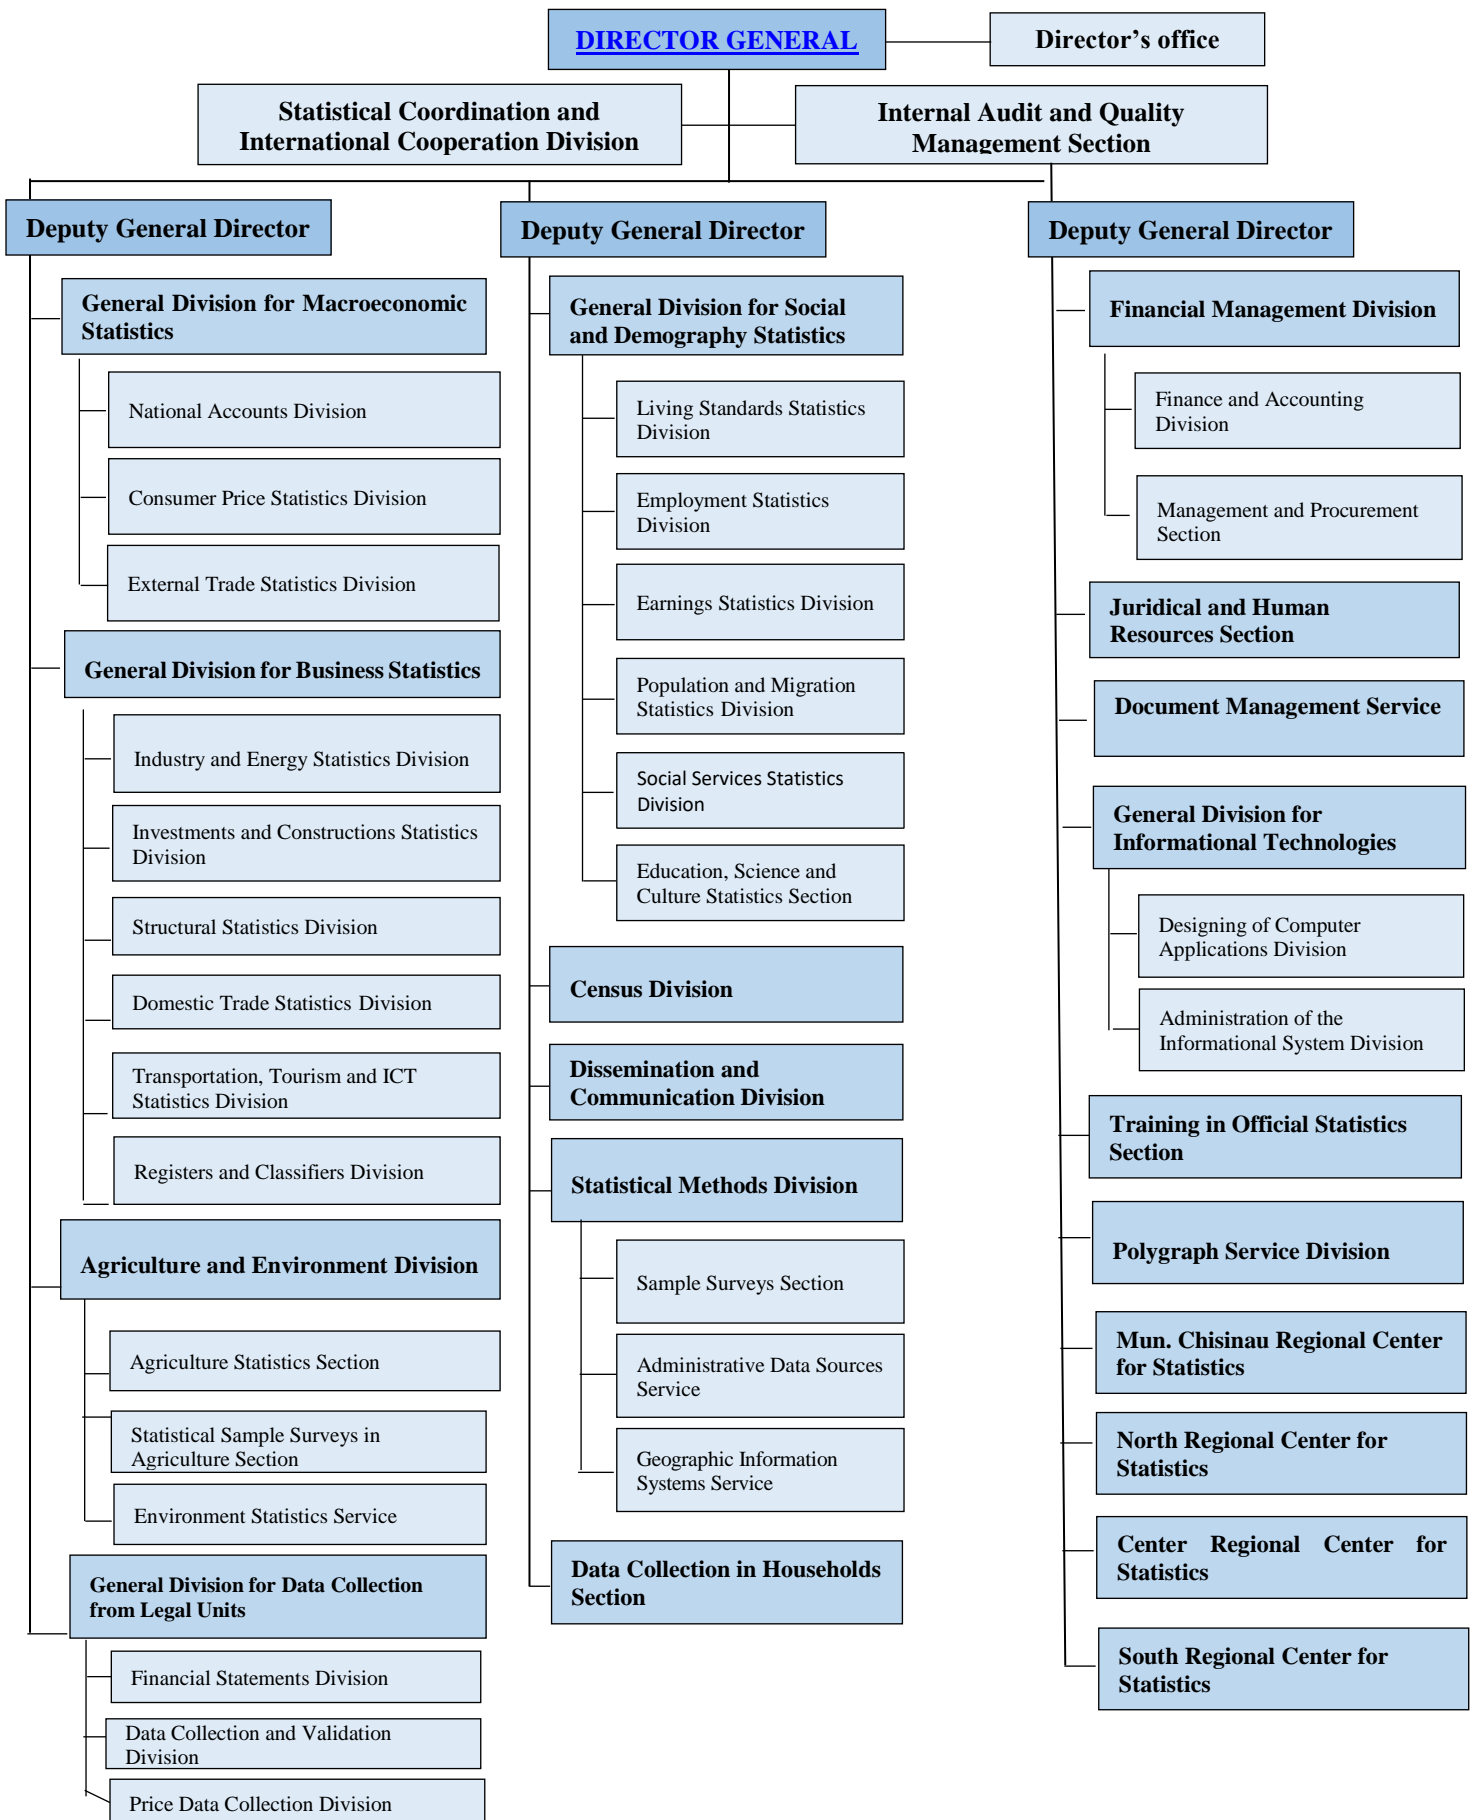 DIRECTOR GENERAL
Director's office
Statistical Coordination and
International Cooperation Division
Internal Audit and Quality
Management Section
Deputy General Director
General Division for Macroeconomic
Statistics
National Accounts Division
Consumer Price Statistics Division
External Trade Statistics Division
General Division for Business Statistics
Industry and Energy Statistics Division
Investments and Constructions Statistics
Division
Structural Statistics Division
Domestic Trade Statistics Division
Transportation, Tourism and ICT
Statistics Division
Registers and Classifiers Division
Agriculture and Environment Division
Agriculture Statistics Section
Statistical Sample Surveys in
Agriculture Section
Environment Statistics Service
General Division for Data Collection
from Legal Units
Financial Statements Division
Data Collection and Validation
Division
Price Data Collection Division
Deputy General Director
General Division for Social
and Demography Statistics
Living Standards Statistics
Division
Employment Statistics
Division
Earnings Statistics Division
Population and Migration
Statistics Division
Social Services Statistics
Division
Education, Science and
Culture Statistics Section
Census Division
Dissemination and
Communication Division
Statistical Methods Division
Sample Surveys Section
Administrative Data Sources
Service
Geographic Information
Systems Service
Data Collection in Households
Section
Deputy General Director
Financial Management Division
Finance and Accounting
Division
Management and Procurement
Section
Juridical and Human
Resources Section
Document Management Service
General Division for
Informational Technologies
Designing of Computer
Applications Division
Administration of the
Informational System Division
Training in Official Statistics
Section
Polygraph Service Division
Mun. Chisinau Regional Center
for Statistics
North Regional Center for
Statistics
Center Regional Center for
Statistics
South Regional Center for
Statistics